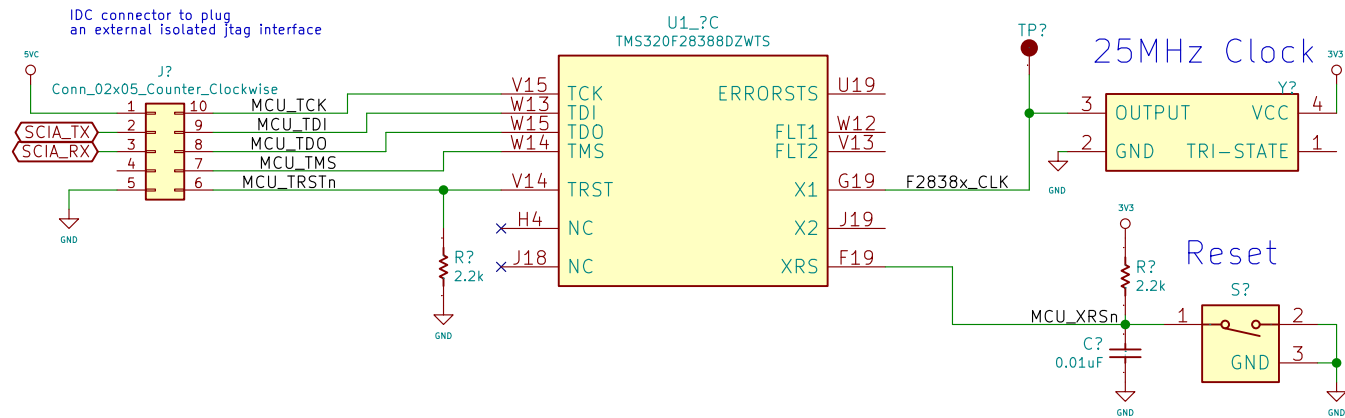 IDC connector to plug
an external isolated jtag interface
5VC
J?
Conn_02x05_Counter_Clockwise
1 10 MCU_TCK
SCIA_TX 2 9 MCU_TDI
SCIA_RX 3 8 MCU_TDO
4 7 MCU_TMS
5 6 MCU_TRSTn
GND
R?
2.2k
GND
U1_?C
TMS320F28388DZWTS
V15 TCK ERRORSTS U19
W13 TDI
W15 TDO FLT1 W12
W14 TMS FLT2 V13
V14 TRST X1 G19 F2838x_CLK
H4 NC X2 J19
J18 NC XRS F19
TP?
25MHz Clock
3V3
Y?
3 OUTPUT VCC 4
2 GND TRI-STATE 1
GND
3V3
Reset
R?
2.2k
S?
MCU_XRSn 1 2
C?
0.01uF
GND 3
GND
GND